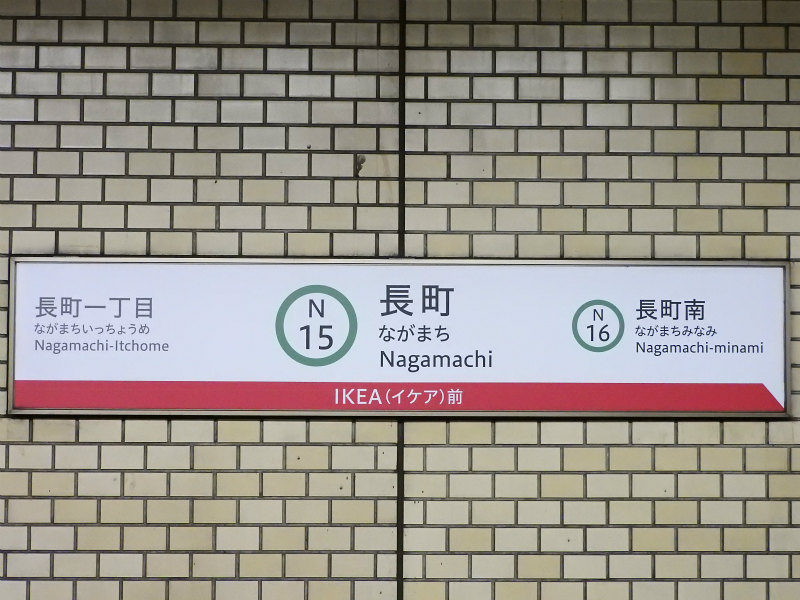 長町一丁目
ながまちいっちょうめ
Nagamachi-Itchome
N
15
長町
ながまち
Nagamachi
N
16
長町南
ながまちみなみ
Nagamachi-minami
IKEA(イケア)前